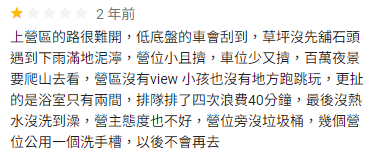 2 年前
上營區的路很難開，低底盤的車會刮到，草坪沒先舖石頭
遇到下雨滿地泥濘，營位小且擠，車位少又擠，百萬夜景
要爬山去看，營區沒有view 小孩也沒有地方跑跳玩，更扯
的是浴室只有兩間，排隊排了四次浪費40分鐘，最後沒熱
水沒洗到澡，營主態度也不好，營位旁沒垃圾桶，幾個營
位公用一個洗手槽，以後不會再去